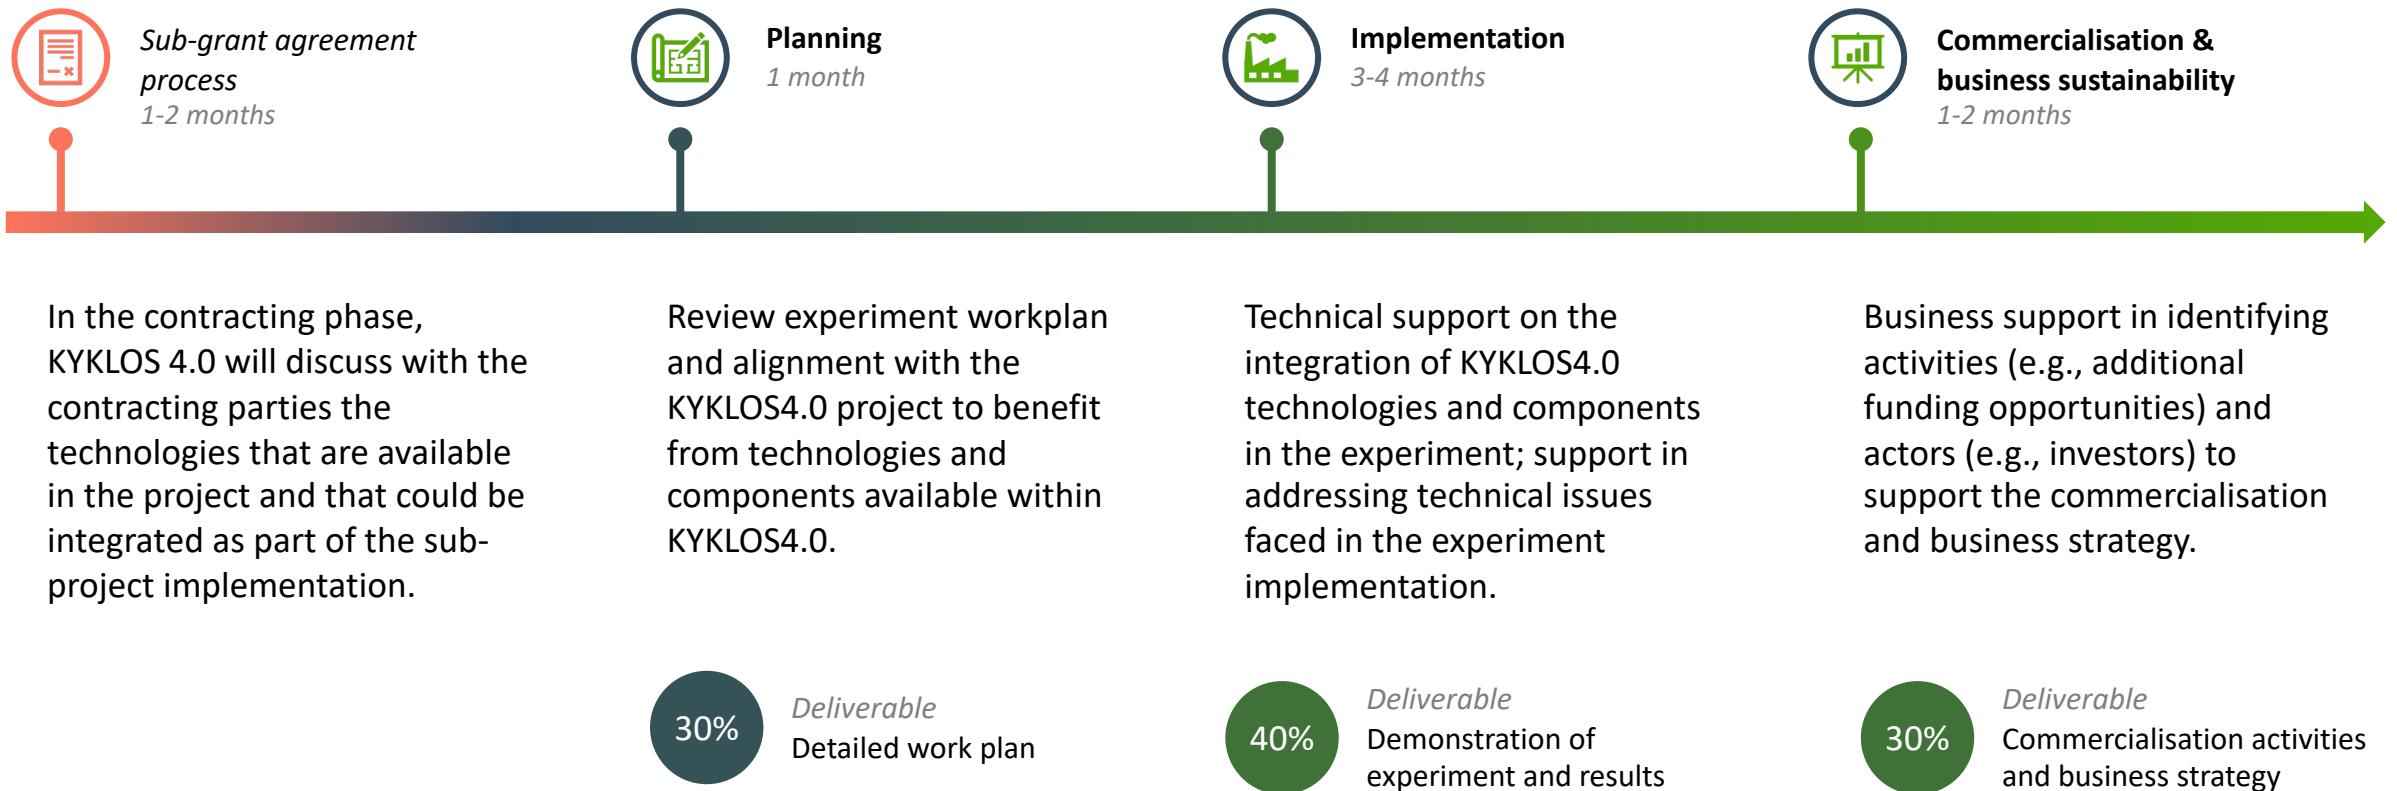 Sub-grant agreement
process
1-2 months
Planning
1 month
Implementation
3-4 months
Commercialisation &
business sustainability
1-2 months
In the contracting phase,
KYKLOS 4.0 will discuss with the
contracting parties the
technologies that are available
in the project and that could be
integrated as part of the sub-
project implementation.
Review experiment workplan
and alignment with the
KYKLOS4.0 project to benefit
from technologies and
components available within
KYKLOS4.0.
Technical support on the
integration of KYKLOS4.0
technologies and components
in the experiment; support in
addressing technical issues
faced in the experiment
implementation.
Business support in identifying
activities (e.g., additional
funding opportunities) and
actors (e.g., investors) to
support the commercialisation
and business strategy.
30%
Deliverable
Detailed work plan
40%
Deliverable
Demonstration of
experiment and results
30%
Deliverable
Commercialisation activities
and business strategy